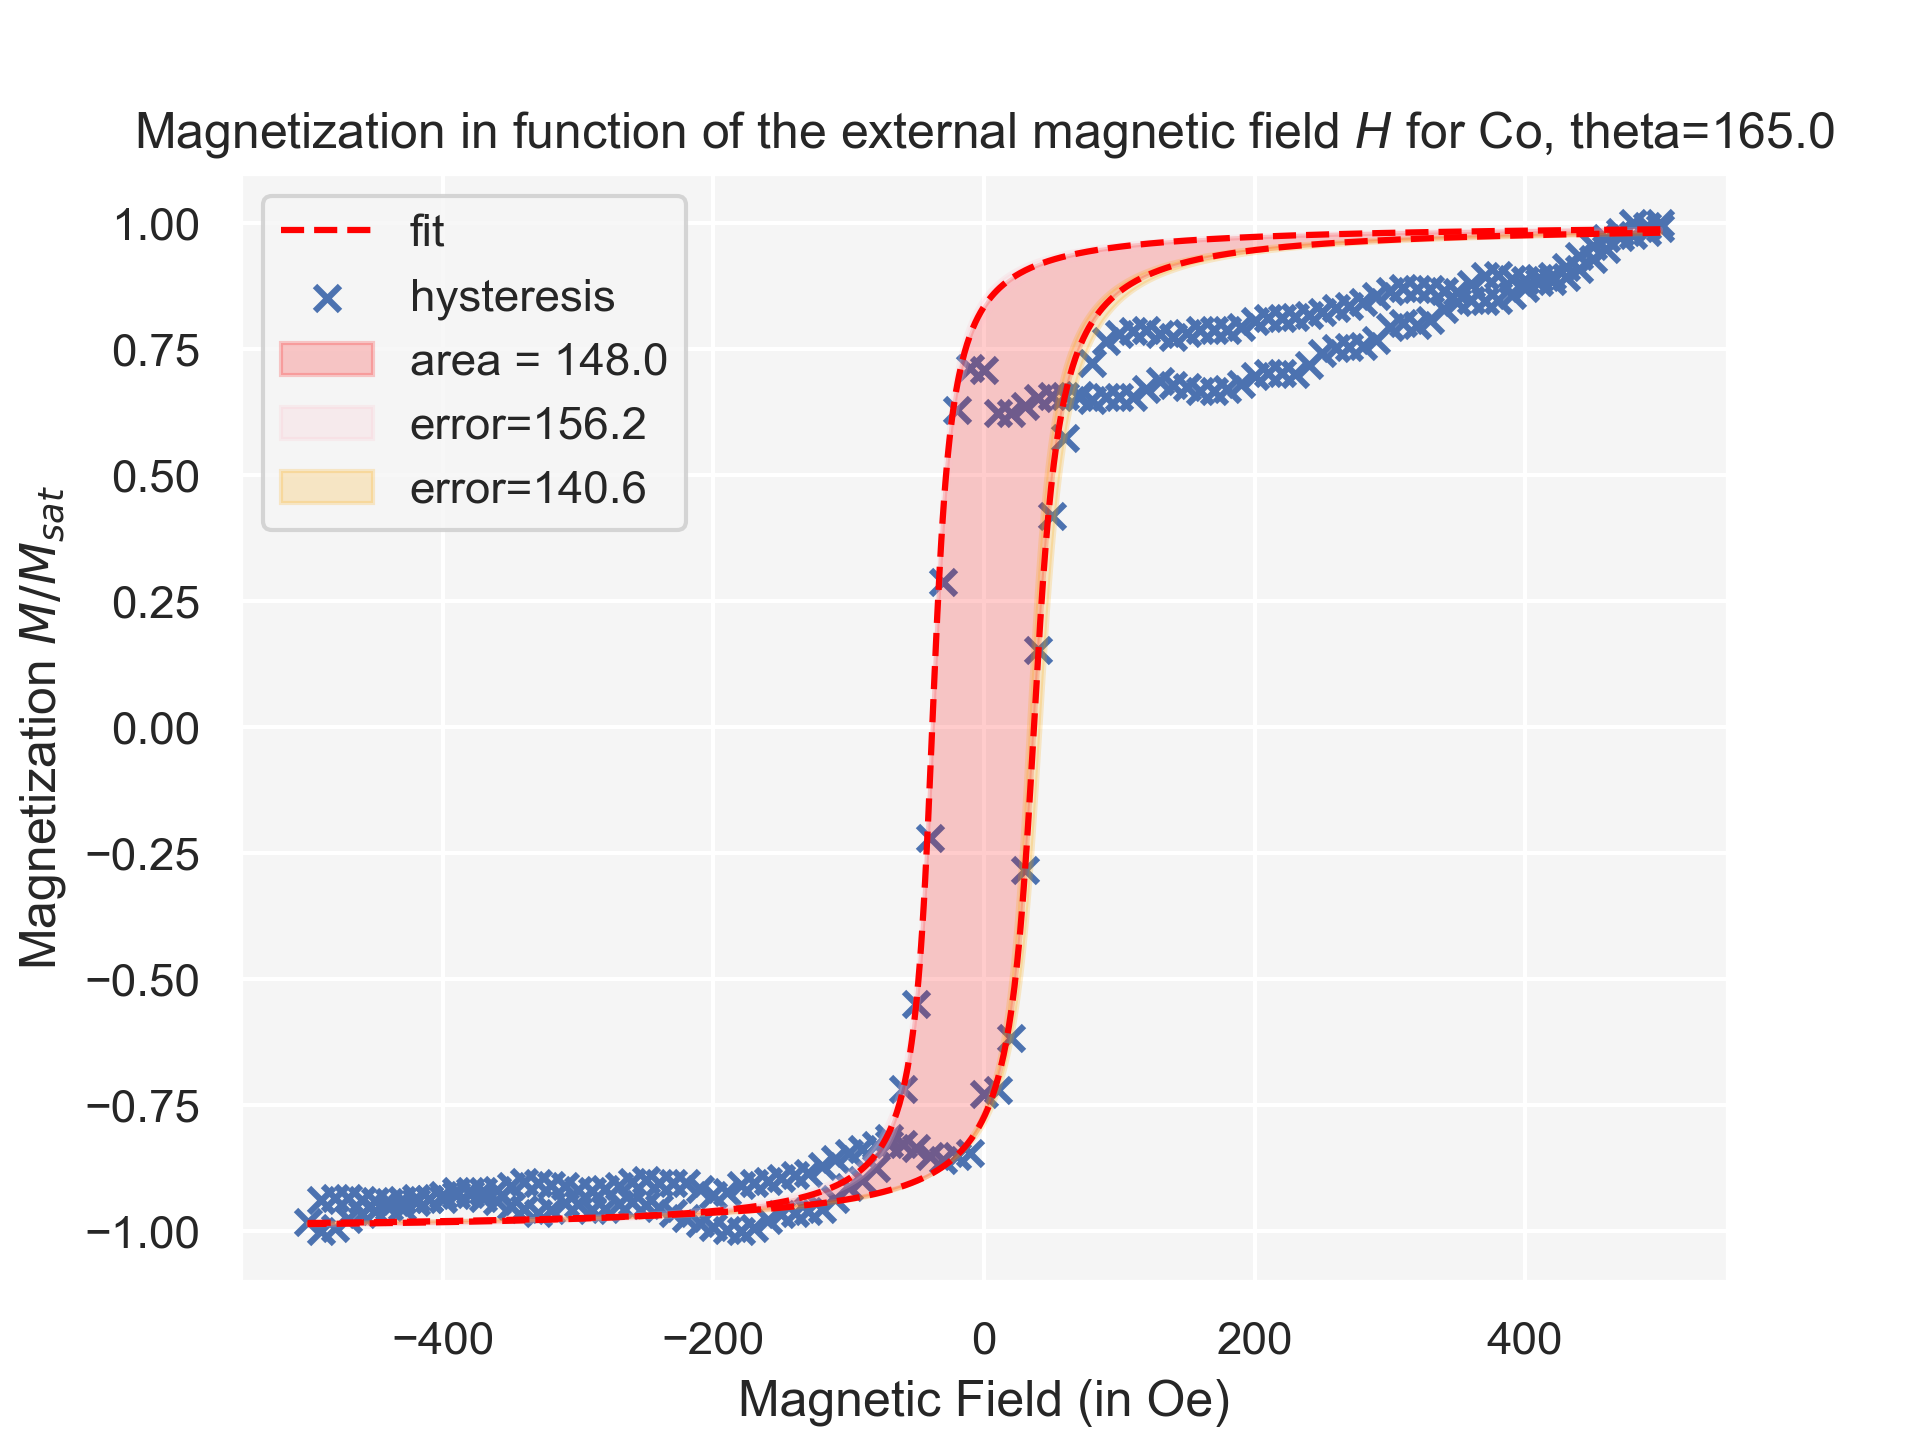 Magnetization in function of the external magnetic field H for Co, theta=165.0
fit
hysteresis
area = 148.0
error=156.2
error=140.6
Magnetization M/M_{sat}
1.00
0.75
0.50
0.25
0.00
−0.25
−0.50
−0.75
−1.00
−400
−200
0
200
400
Magnetic Field (in Oe)